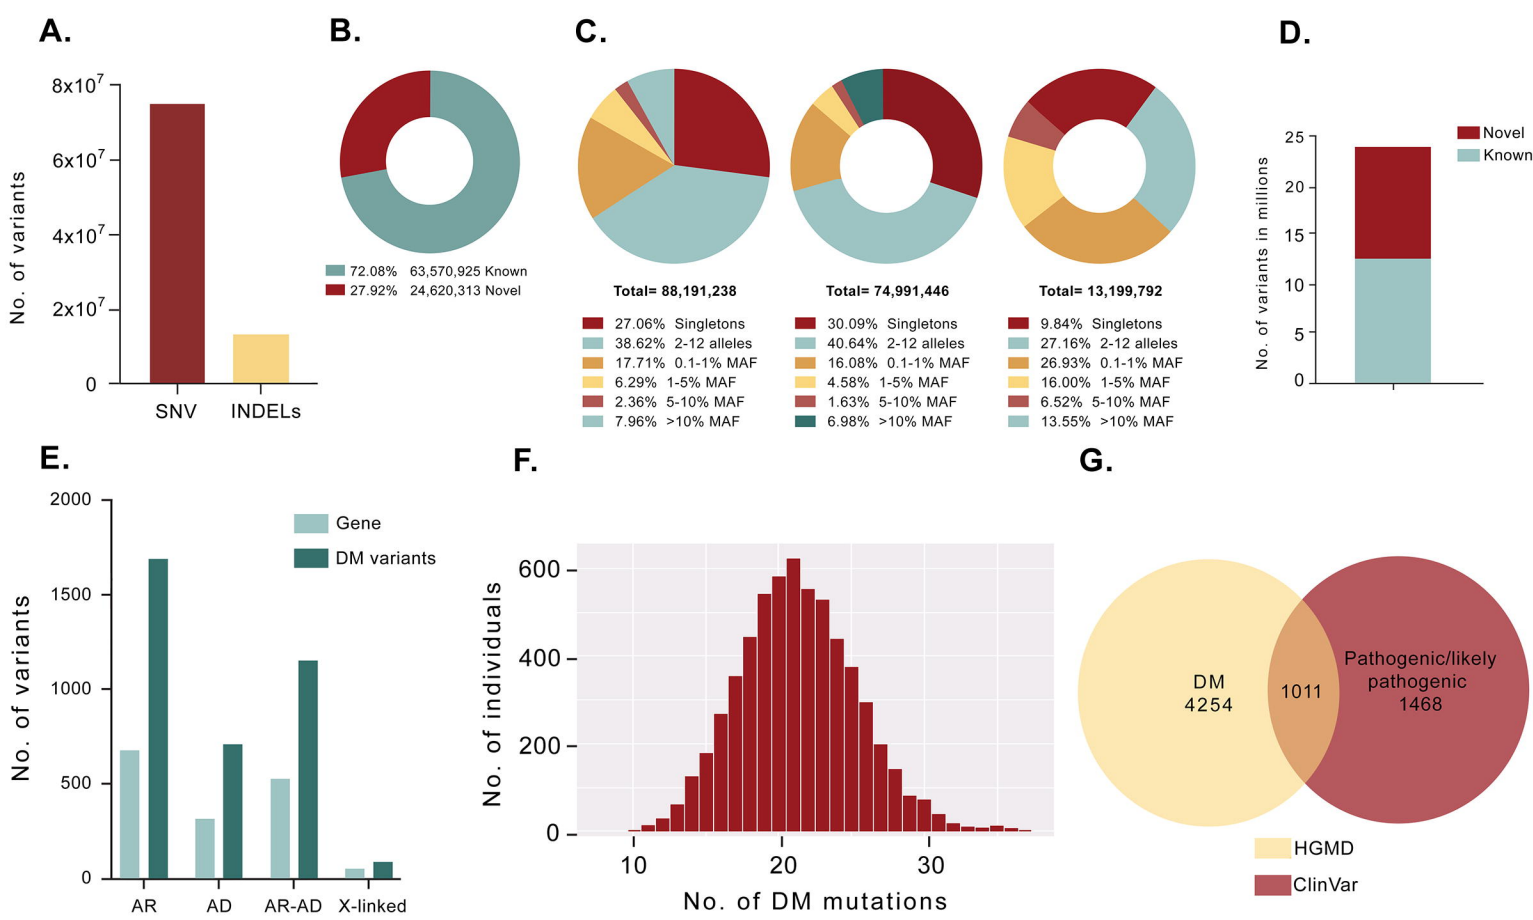 A.
No. of variants
8x10⁷
6x10⁷
4x10⁷
2x10⁷
0
SNV
INDELs
B.
72.08% 63,570,925 Known
27.92% 24,620,313 Novel
C.
Total= 88,191,238
27.06% Singletons
38.62% 2-12 alleles
17.71% 0.1-1% MAF
6.29% 1-5% MAF
2.36% 5-10% MAF
7.96% >10% MAF
Total= 74,991,446
30.09% Singletons
40.64% 2-12 alleles
16.08% 0.1-1% MAF
4.58% 1-5% MAF
1.63% 5-10% MAF
6.98% >10% MAF
Total= 13,199,792
9.84% Singletons
27.16% 2-12 alleles
26.93% 0.1-1% MAF
16.00% 1-5% MAF
6.52% 5-10% MAF
13.55% >10% MAF
D.
No. of variants in millions
25
20
15
10
5
0
Novel
Known
E.
No. of variants
2000
1500
1000
500
0
Gene
DM variants
AR
AD
AR-AD
X-linked
F.
No. of individuals
600
400
200
0
10
20
30
No. of DM mutations
G.
DM
4254
1011
Pathogenic/likely
pathogenic
1468
HGMD
ClinVar